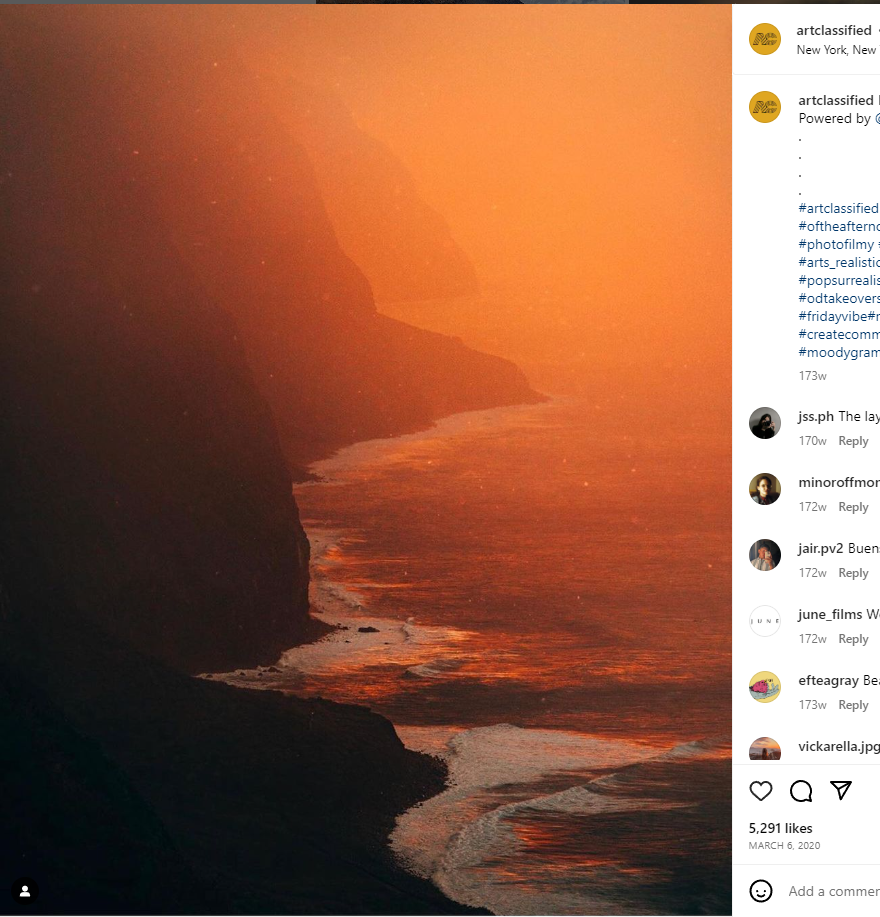 artclassified
New York, New
artclassified
Powered by @
.
.
.
.
#artclassified
#oftheafterno
#photofilmy #
#arts_realistic
#popsurrealis
#odtakeovers
#fridayvibe#r
#createcomm
#moodygram
173w
jss.ph The lay
170w Reply
minoroffmor
172w Reply
jair.pv2 Buen
172w Reply
JUNE
june_films We
172w Reply
efteagray Bea
173w Reply
vickarella.jpg
5,291 likes
MARCH 6, 2020
Add a commen